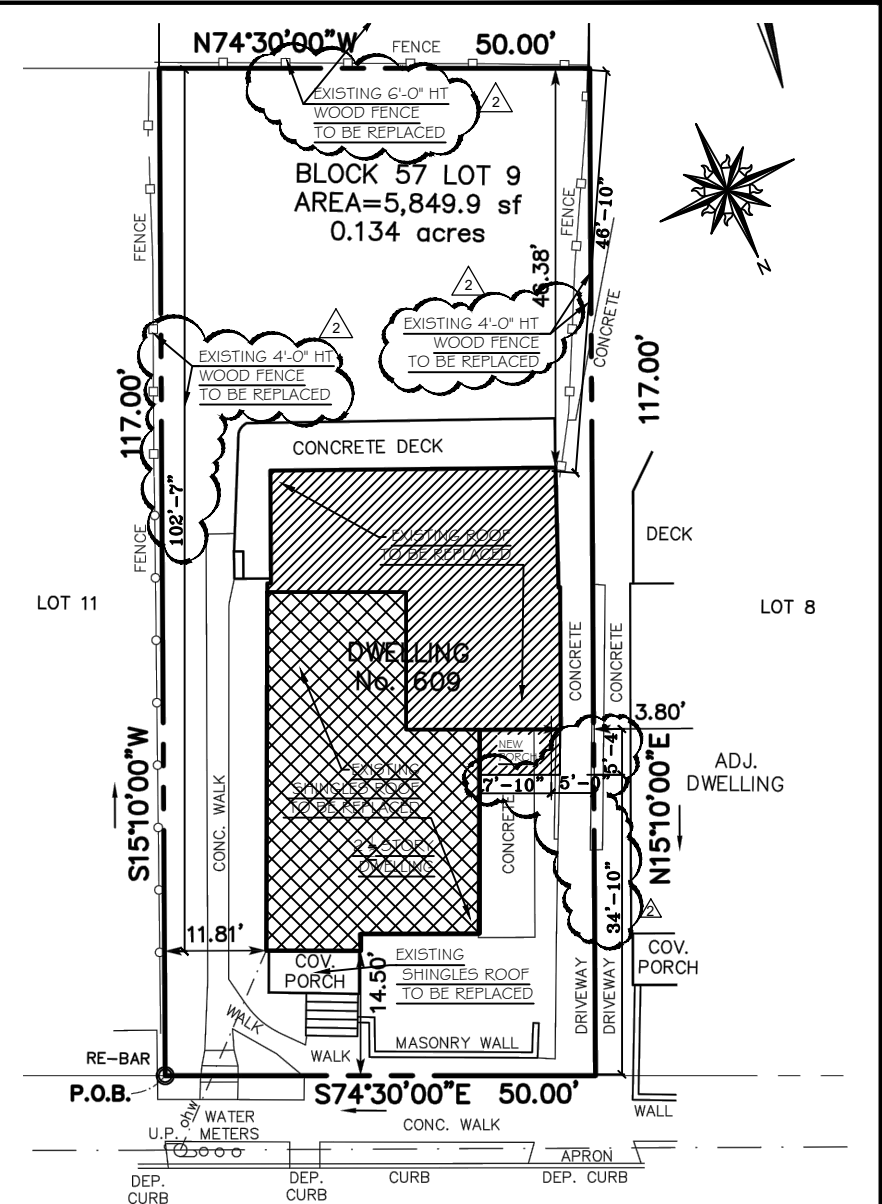 N74°30'00"W FENCE 50.00'
EXISTING 6'-0" HT
WOOD FENCE
TO BE REPLACED
2
BLOCK 57 LOT 9
AREA=5,849.9 sf
0.134 acres
FENCE
FENCE
46'-10"
46.38'
N
2
EXISTING 4'-0" HT
WOOD FENCE
TO BE REPLACED
CONCRETE
2
EXISTING 4'-0" HT
WOOD FENCE
TO BE REPLACED
117.00'
117.00'
102'-7"
FENCE
CONCRETE DECK
EXISTING ROOF
TO BE REPLACED
DECK
LOT 11
LOT 8
DWELLING
No. 609
CONCRETE
CONCRETE
3.80'
NEW
PORCH
5'-4"
7'-10"
5'-0"
ADJ.
DWELLING
EXISTING
SHINGLES ROOF
TO BE REPLACED
CONC. WALK
CONCRETE
S15°10'00"W
N15°10'00"E
DWELLING
34'-10"
2
11.81'
COV.
PORCH
14.50'
EXISTING
SHINGLES ROOF
TO BE REPLACED
DRIVEWAY
DRIVEWAY
COV.
PORCH
WALK
WALK
MASONRY WALL
RE-BAR
P.O.B.
S74°30'00"E 50.00'
WALL
ohw
WATER
METERS
U.P.
CONC. WALK
APRON
DEP.
CURB
DEP.
CURB
CURB
DEP. CURB